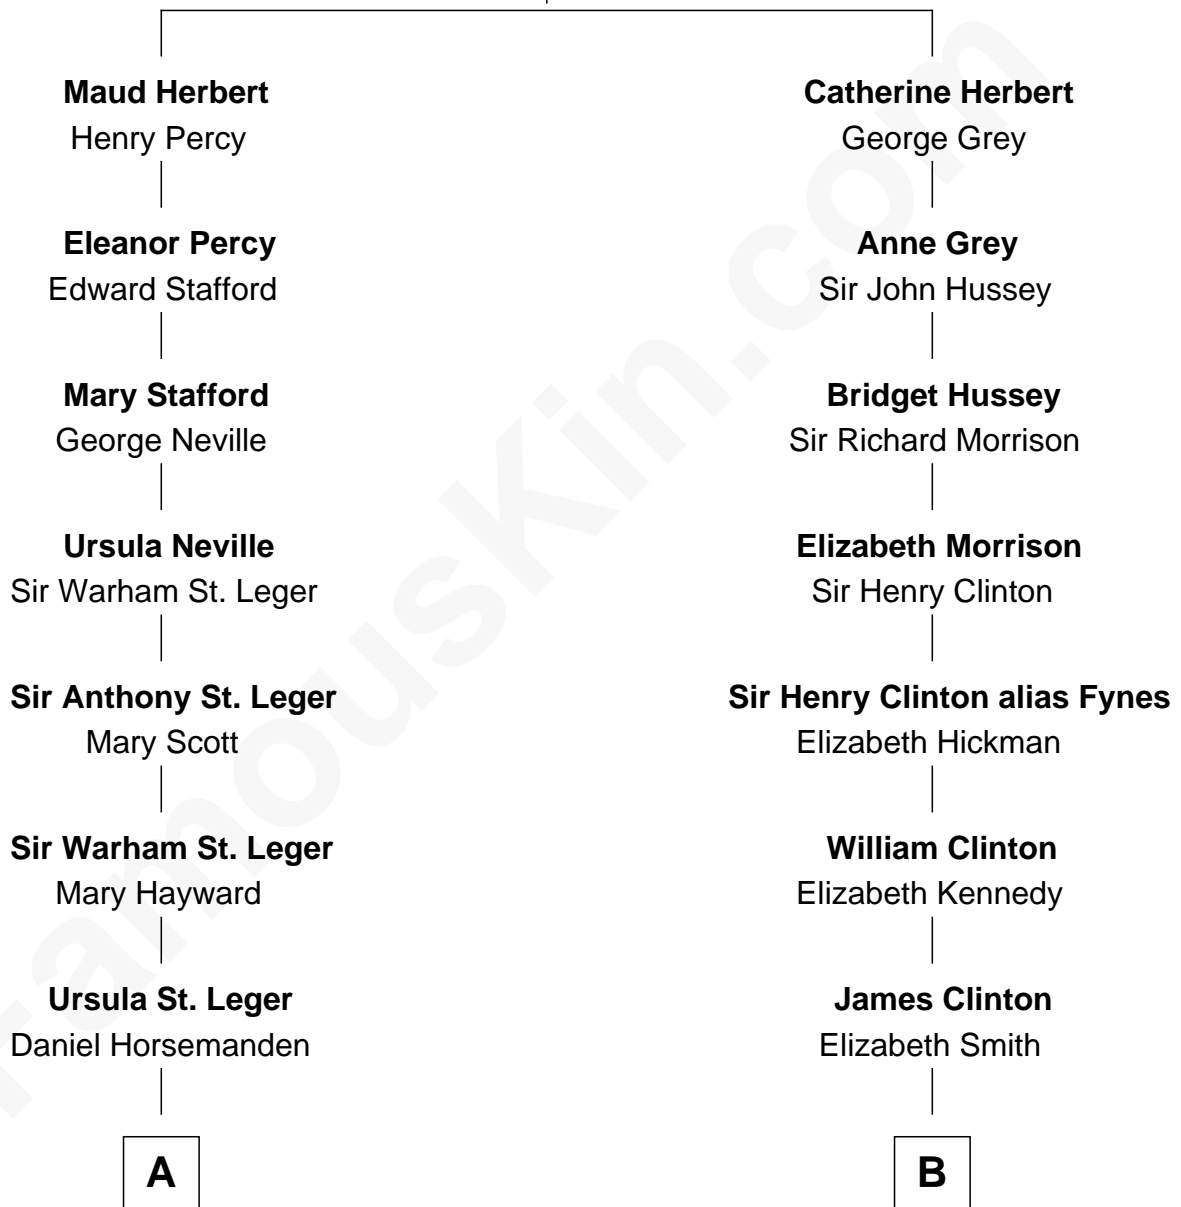 Maud Herbert
Henry Percy
Eleanor Percy
Edward Stafford
Mary Stafford
George Neville
Ursula Neville
Sir Warham St. Leger
Sir Anthony St. Leger
Mary Scott
Sir Warham St. Leger
Mary Hayward
Ursula St. Leger
Daniel Horsemanden
A
Catherine Herbert
George Grey
Anne Grey
Sir John Hussey
Bridget Hussey
Sir Richard Morrison
Elizabeth Morrison
Sir Henry Clinton
Sir Henry Clinton alias Fynes
Elizabeth Hickman
William Clinton
Elizabeth Kennedy
James Clinton
Elizabeth Smith
B
FamousKin.com